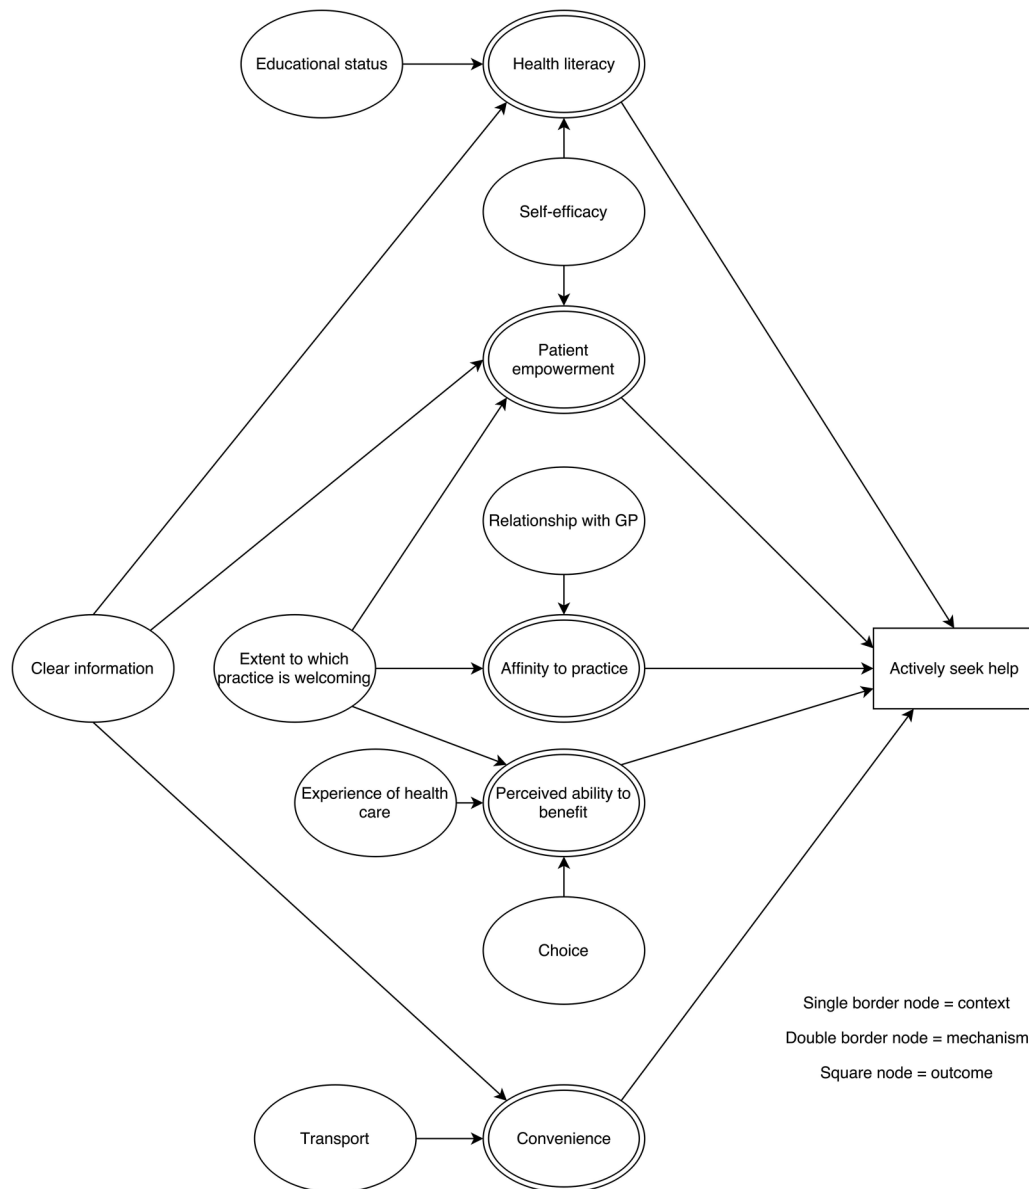 Educational status
Health literacy
Self-efficacy
Patient
empowerment
Relationship with GP
Clear information
Extent to which
practice is welcoming
Affinity to practice
Actively seek help
Experience of health
care
Perceived ability to
benefit
Choice
Single border node = context
Double border node = mechanism
Square node = outcome
Transport
Convenience